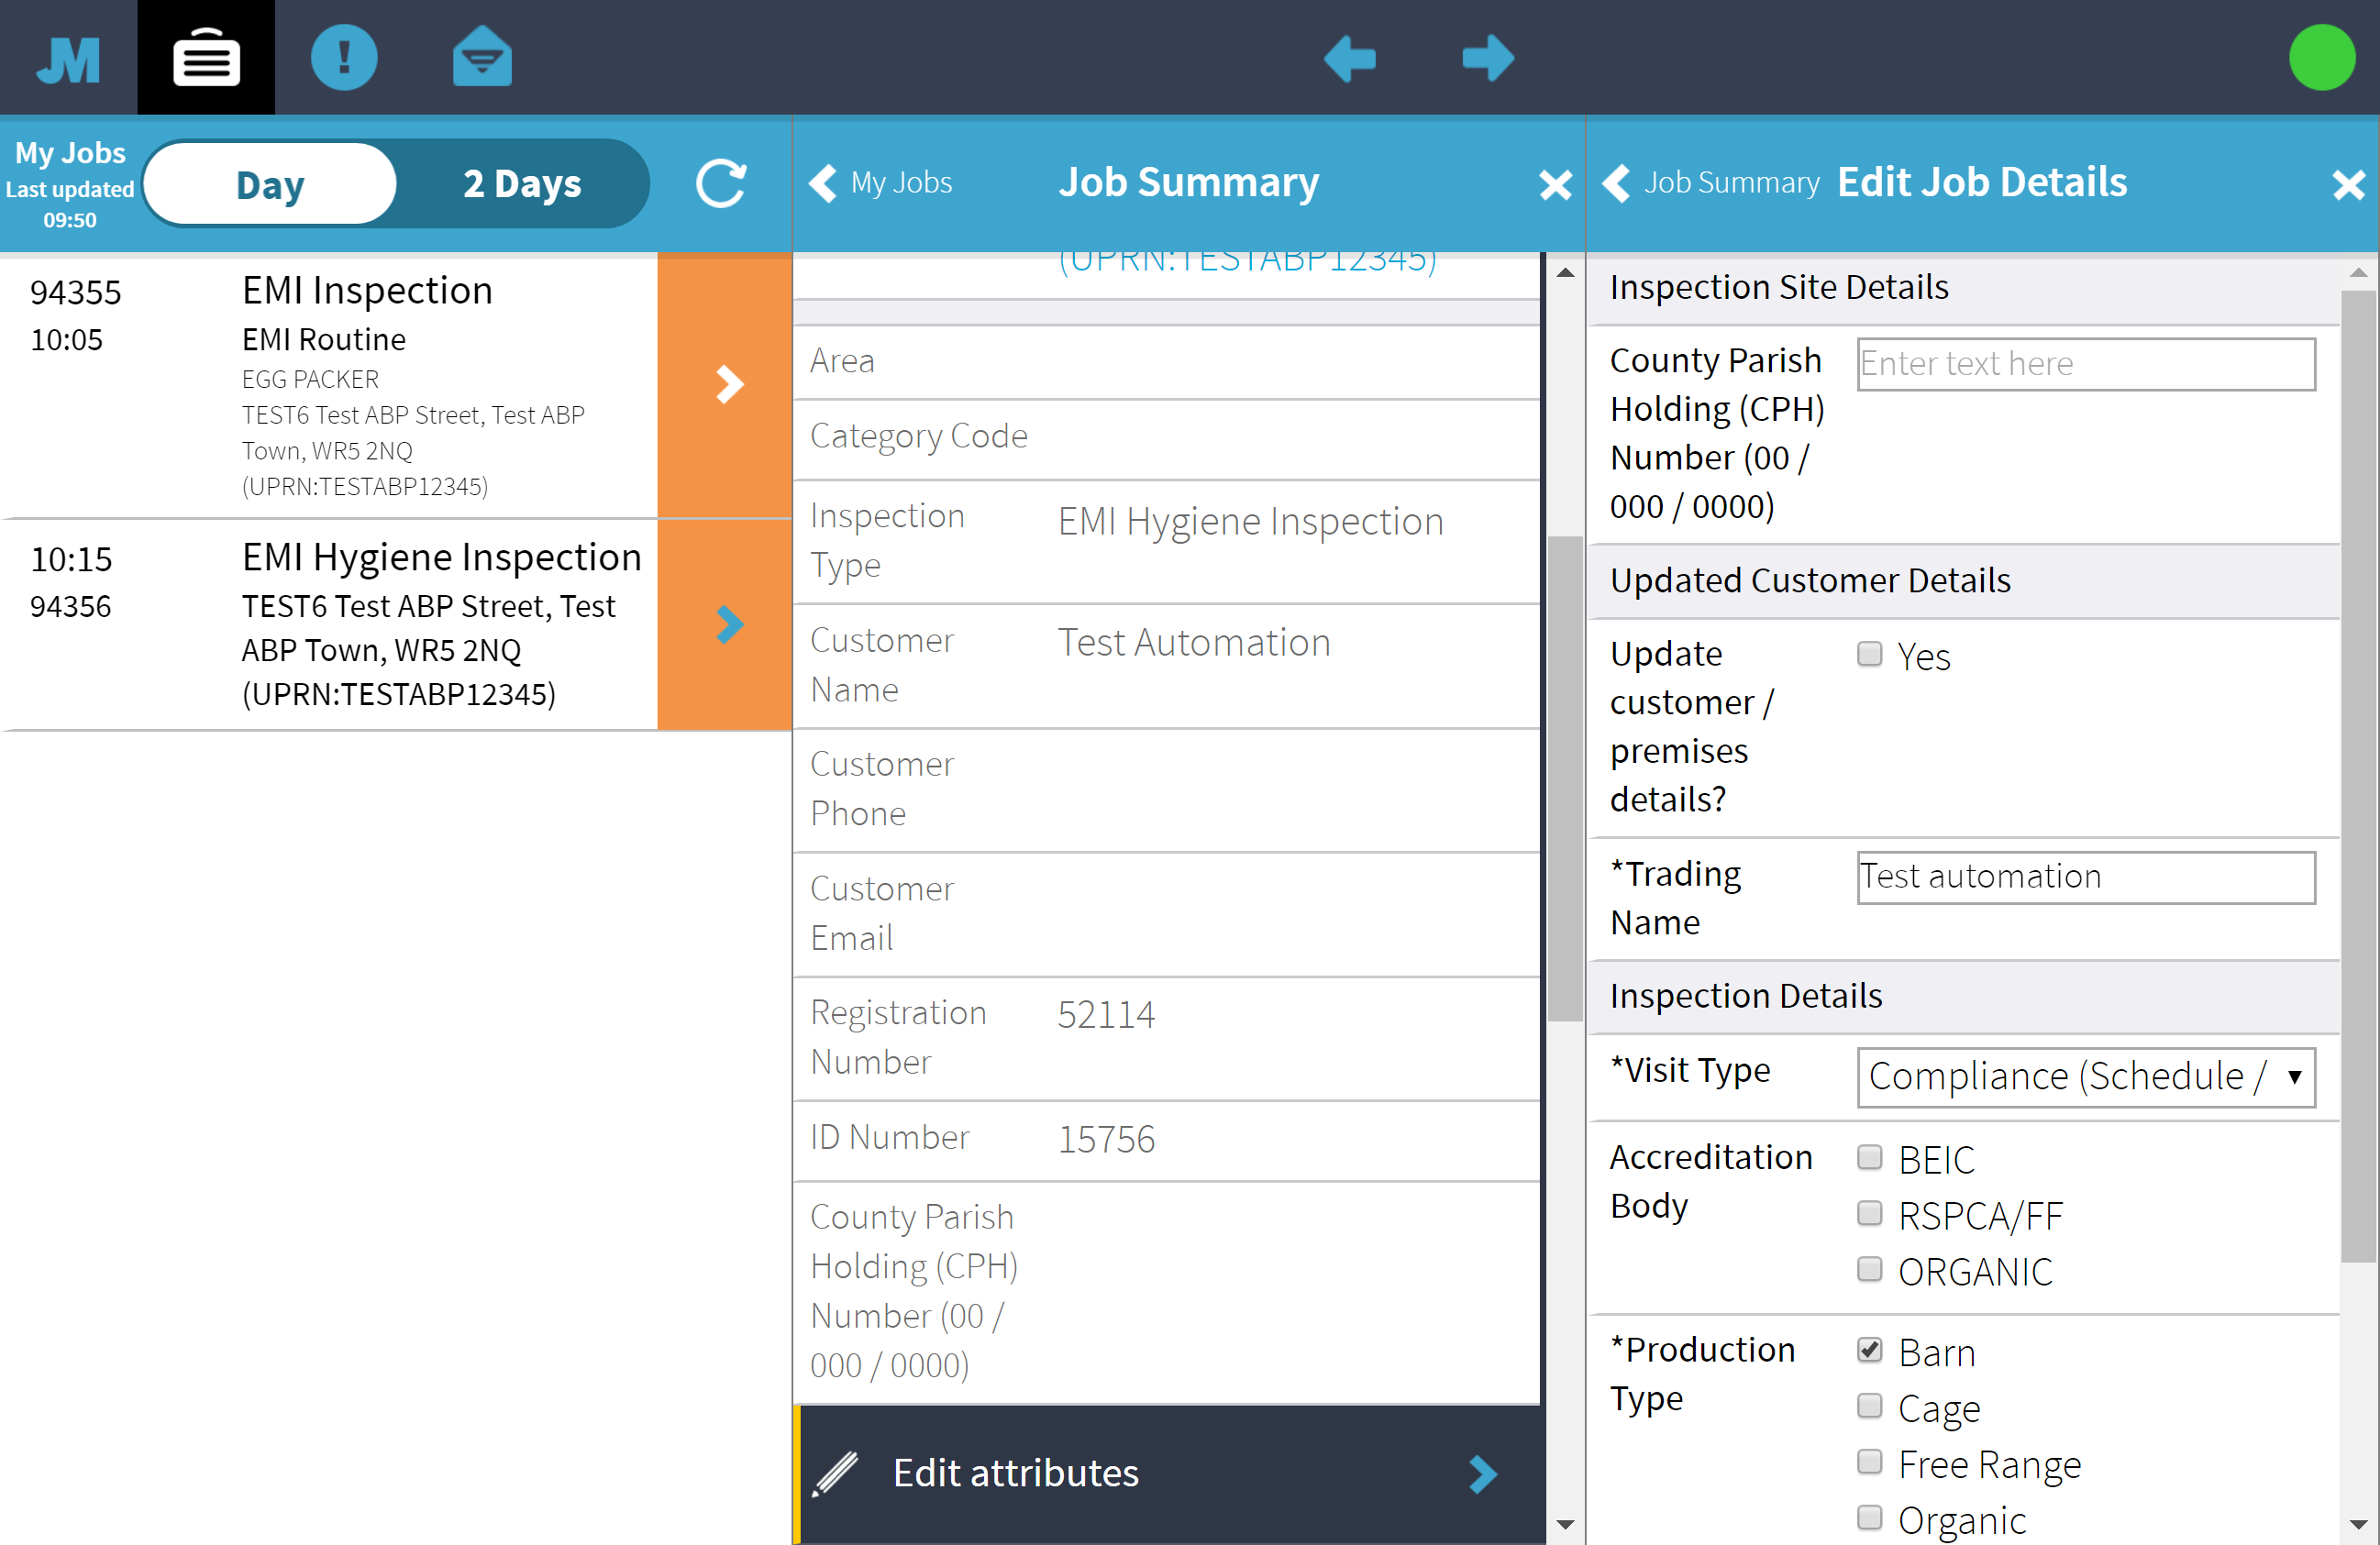 JM
My Jobs
Last updated
09:50
Day
2 Days
My Jobs
Job Summary
Job Summary
Edit Job Details
94355
10:05
EMI Inspection
EMI Routine
EGG PACKER
TEST6 Test ABP Street, Test ABP
Town, WR5 2NQ
(UPRN:TESTABP12345)
10:15
94356
EMI Hygiene Inspection
TEST6 Test ABP Street, Test
ABP Town, WR5 2NQ
(UPRN:TESTABP12345)
(UPRN:TESTABP12345)
Area
Category Code
Inspection
Type
EMI Hygiene Inspection
Customer
Name
Test Automation
Customer
Phone
Customer
Email
Registration
Number
52114
ID Number
15756
County Parish
Holding (CPH)
Number (00 /
000 / 0000)
Edit attributes
Inspection Site Details
County Parish
Holding (CPH)
Number (00 /
000 / 0000)
Enter text here
Updated Customer Details
Update
customer /
premises
details?
Yes
*Trading
Name
Test automation
Inspection Details
*Visit Type
Compliance (Schedule /
Accreditation
Body
BEIC
RSPCA/FF
ORGANIC
*Production
Type
Barn
Cage
Free Range
Organic